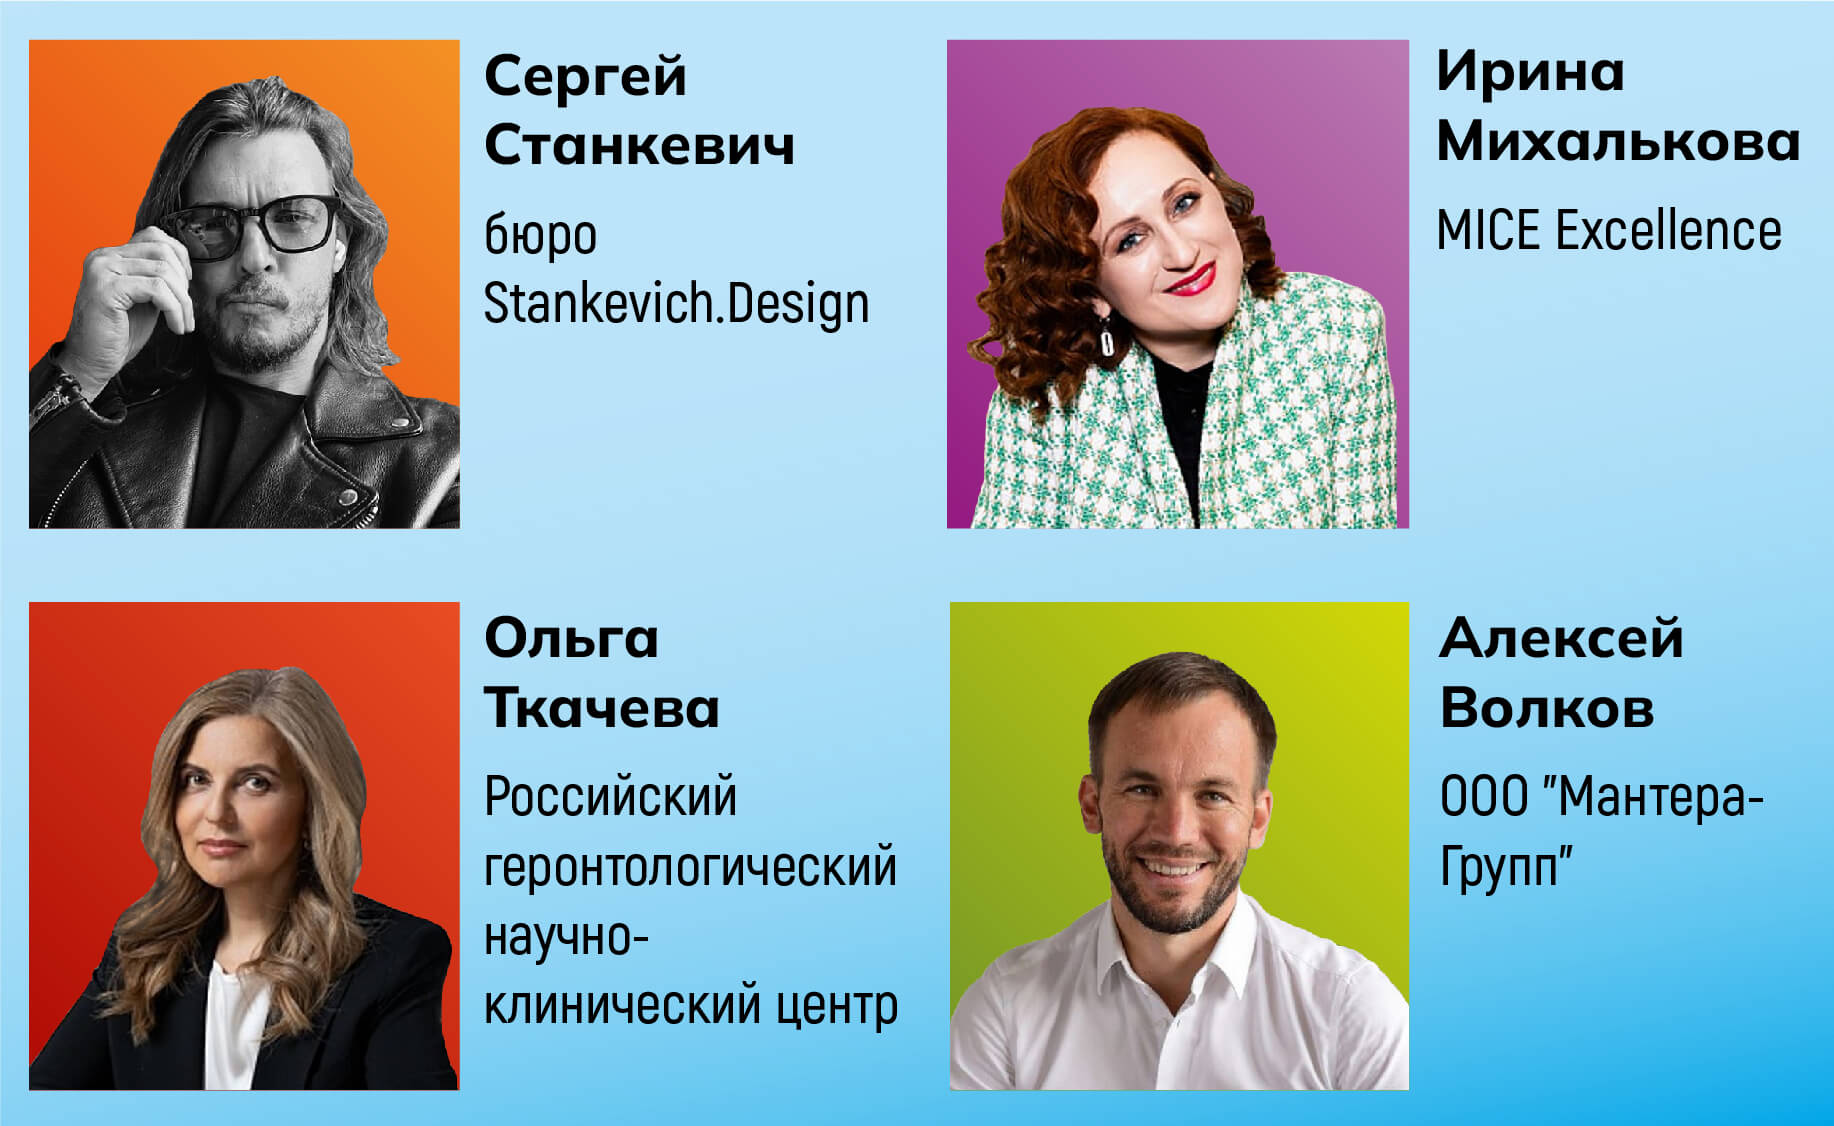 Сергей
Станкевич
бюро
Stankevich.Design
Ирина
Михалькова
MICE Excellence
Ольга
Ткачева
Российский
геронтологический
научно-
клинический центр
Алексей
Волков
ООО "Мантера-
Групп"